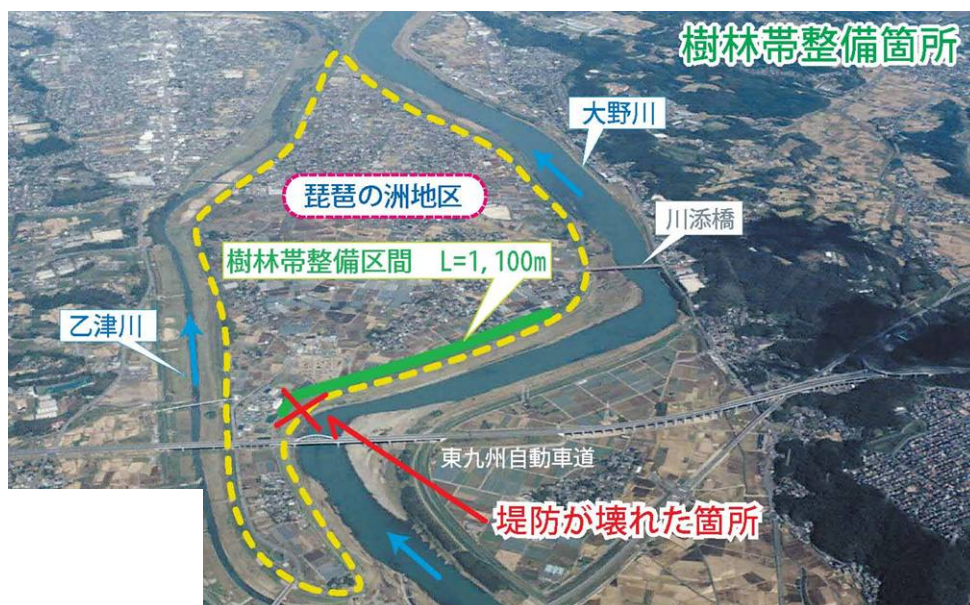 樹林帯整備箇所
大野川
琵琶の洲地区
川添橋
樹林帯整備区間　L=1,100m
乙津川
東九州自動車道
堤防が壊れた箇所